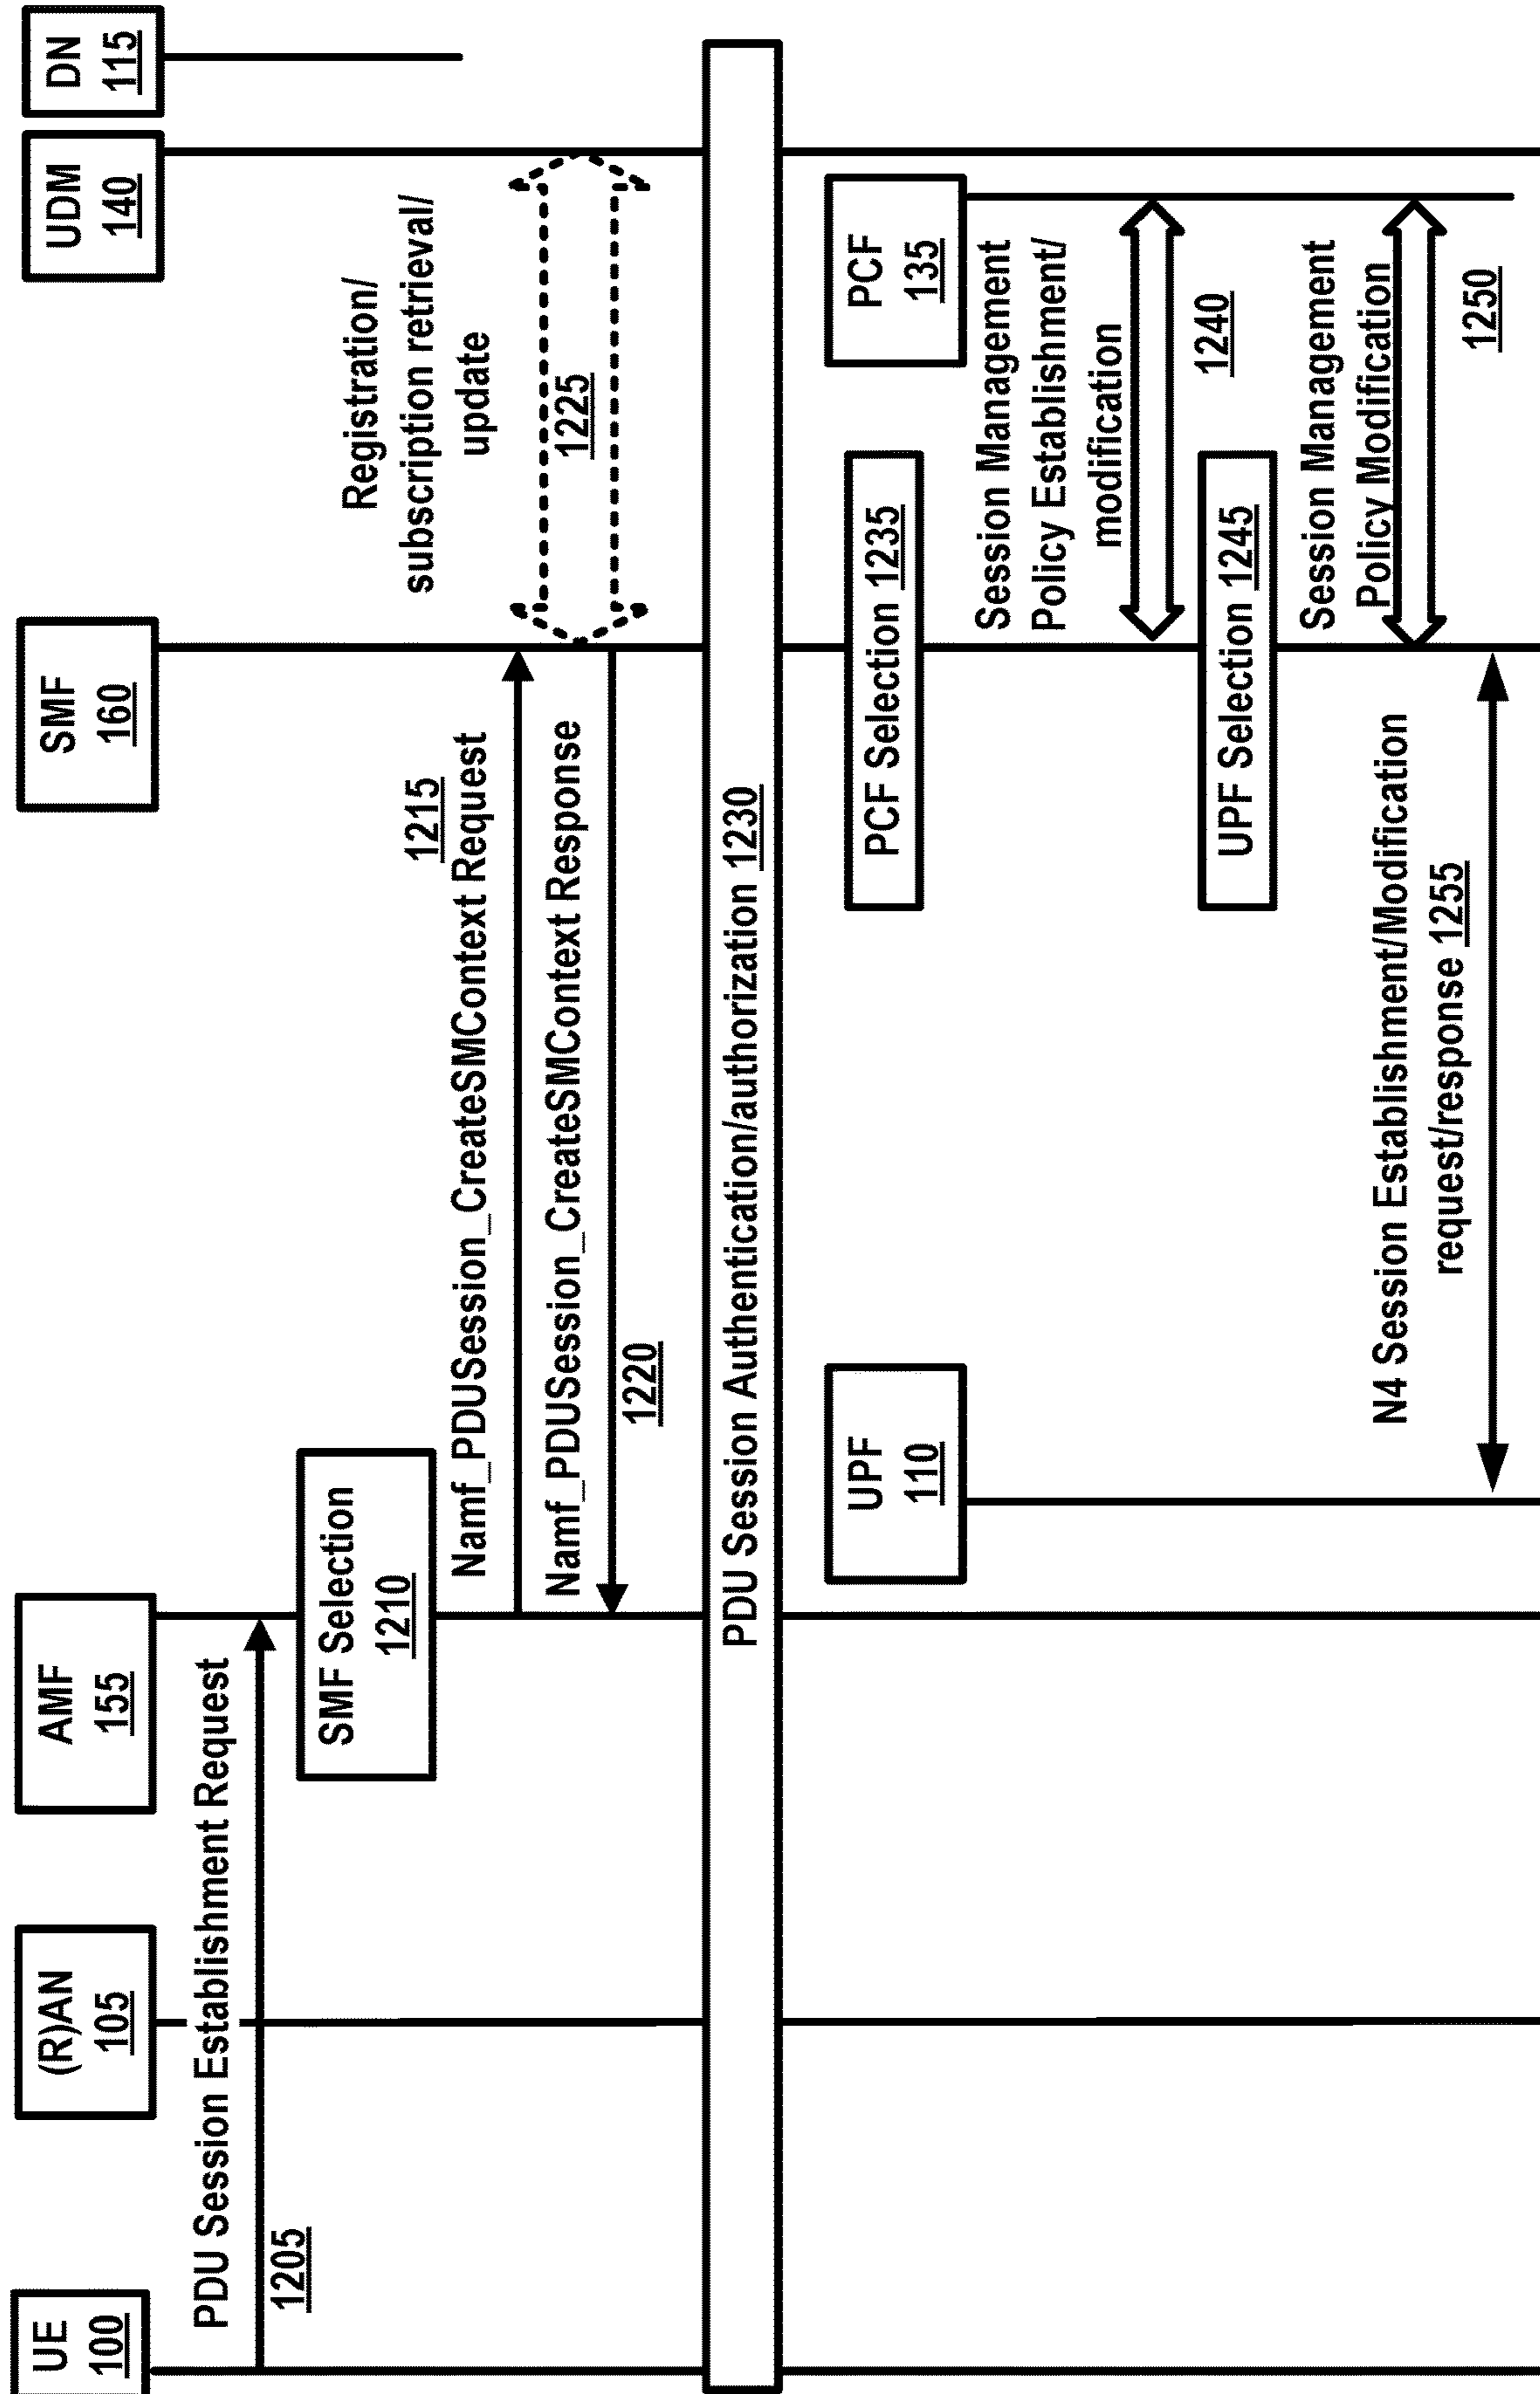 UE
100
(R)AN
105
AMF
155
SMF
160
UDM
140
DN
115
PDU Session Establishment Request
1205
SMF Selection
1210
1215
Namf_PDUSession_CreateSMContext Request
Namf_PDUSession_CreateSMContext Response
1220
Registration/
subscription retrieval/
update
1225
PDU Session Authentication/authorization 1230
UPF
110
PCF
135
PCF Selection 1235
Session Management
Policy Establishment/
modification
1240
UPF Selection 1245
Session Management
Policy Modification
1250
N4 Session Establishment/Modification
request/response 1255